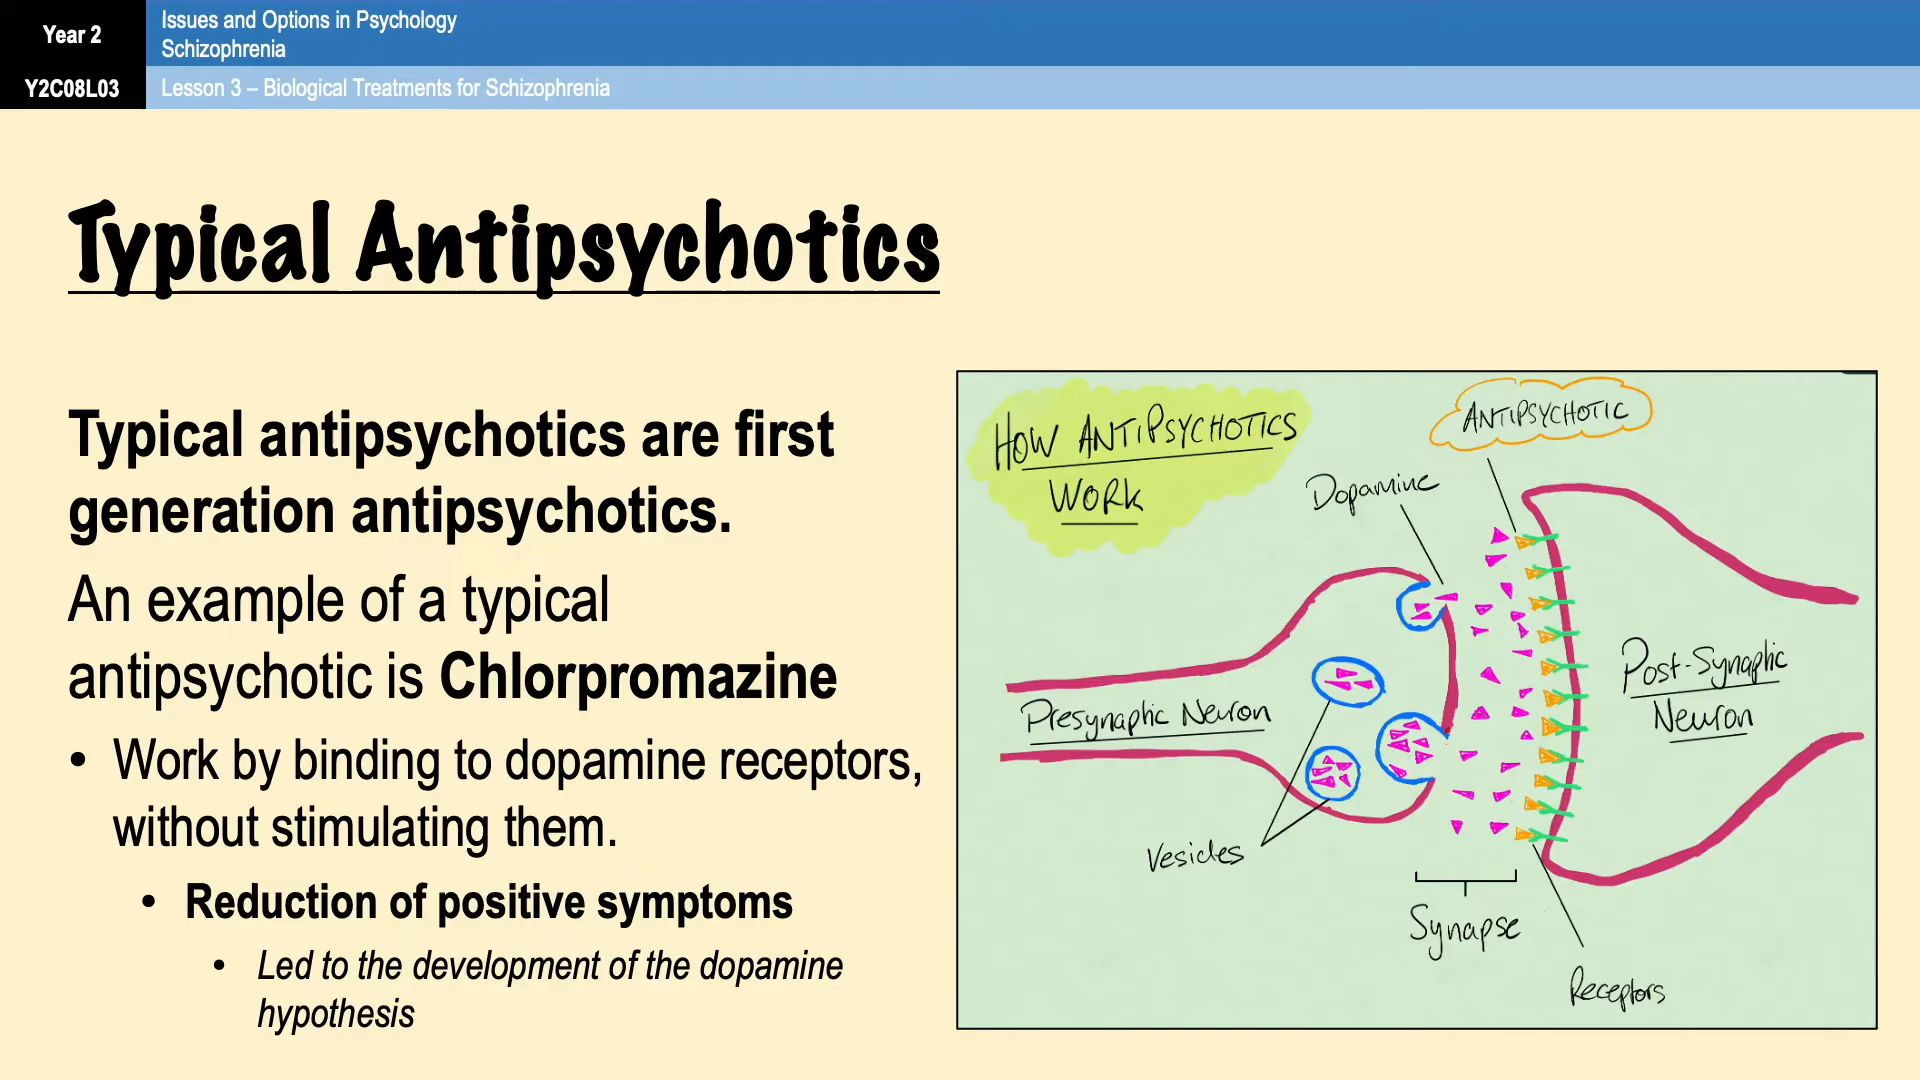 Year 2
Issues and Options in Psychology
Schizophrenia
Y2C08L03
Lesson 3 – Biological Treatments for Schizophrenia
Typical Antipsychotics
Typical antipsychotics are first
generation antipsychotics.
An example of a typical
antipsychotic is Chlorpromazine
• Work by binding to dopamine receptors,
without stimulating them.
• Reduction of positive symptoms
• Led to the development of the dopamine
hypothesis
HOW ANTIPSYCHOTICS
WORK
ANTIPSYCHOTIC
Dopamine
Presynaptic Neuron
Post-Synaptic
Neuron
Vesicles
Synapse
Receptors